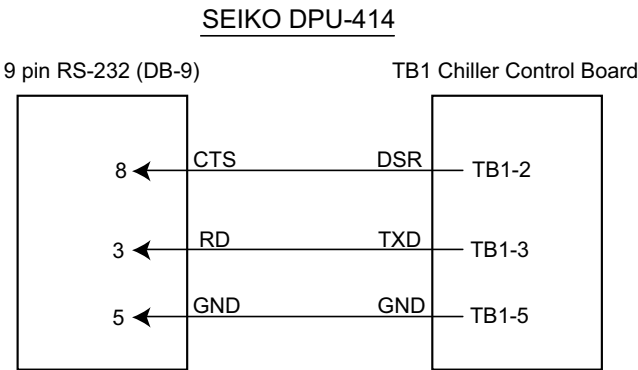 SEIKO DPU-414
9 pin RS-232 (DB-9) TB1 Chiller Control Board
8 CTS DSR TB1-2
3 RD TXD TB1-3
5 GND GND TB1-5